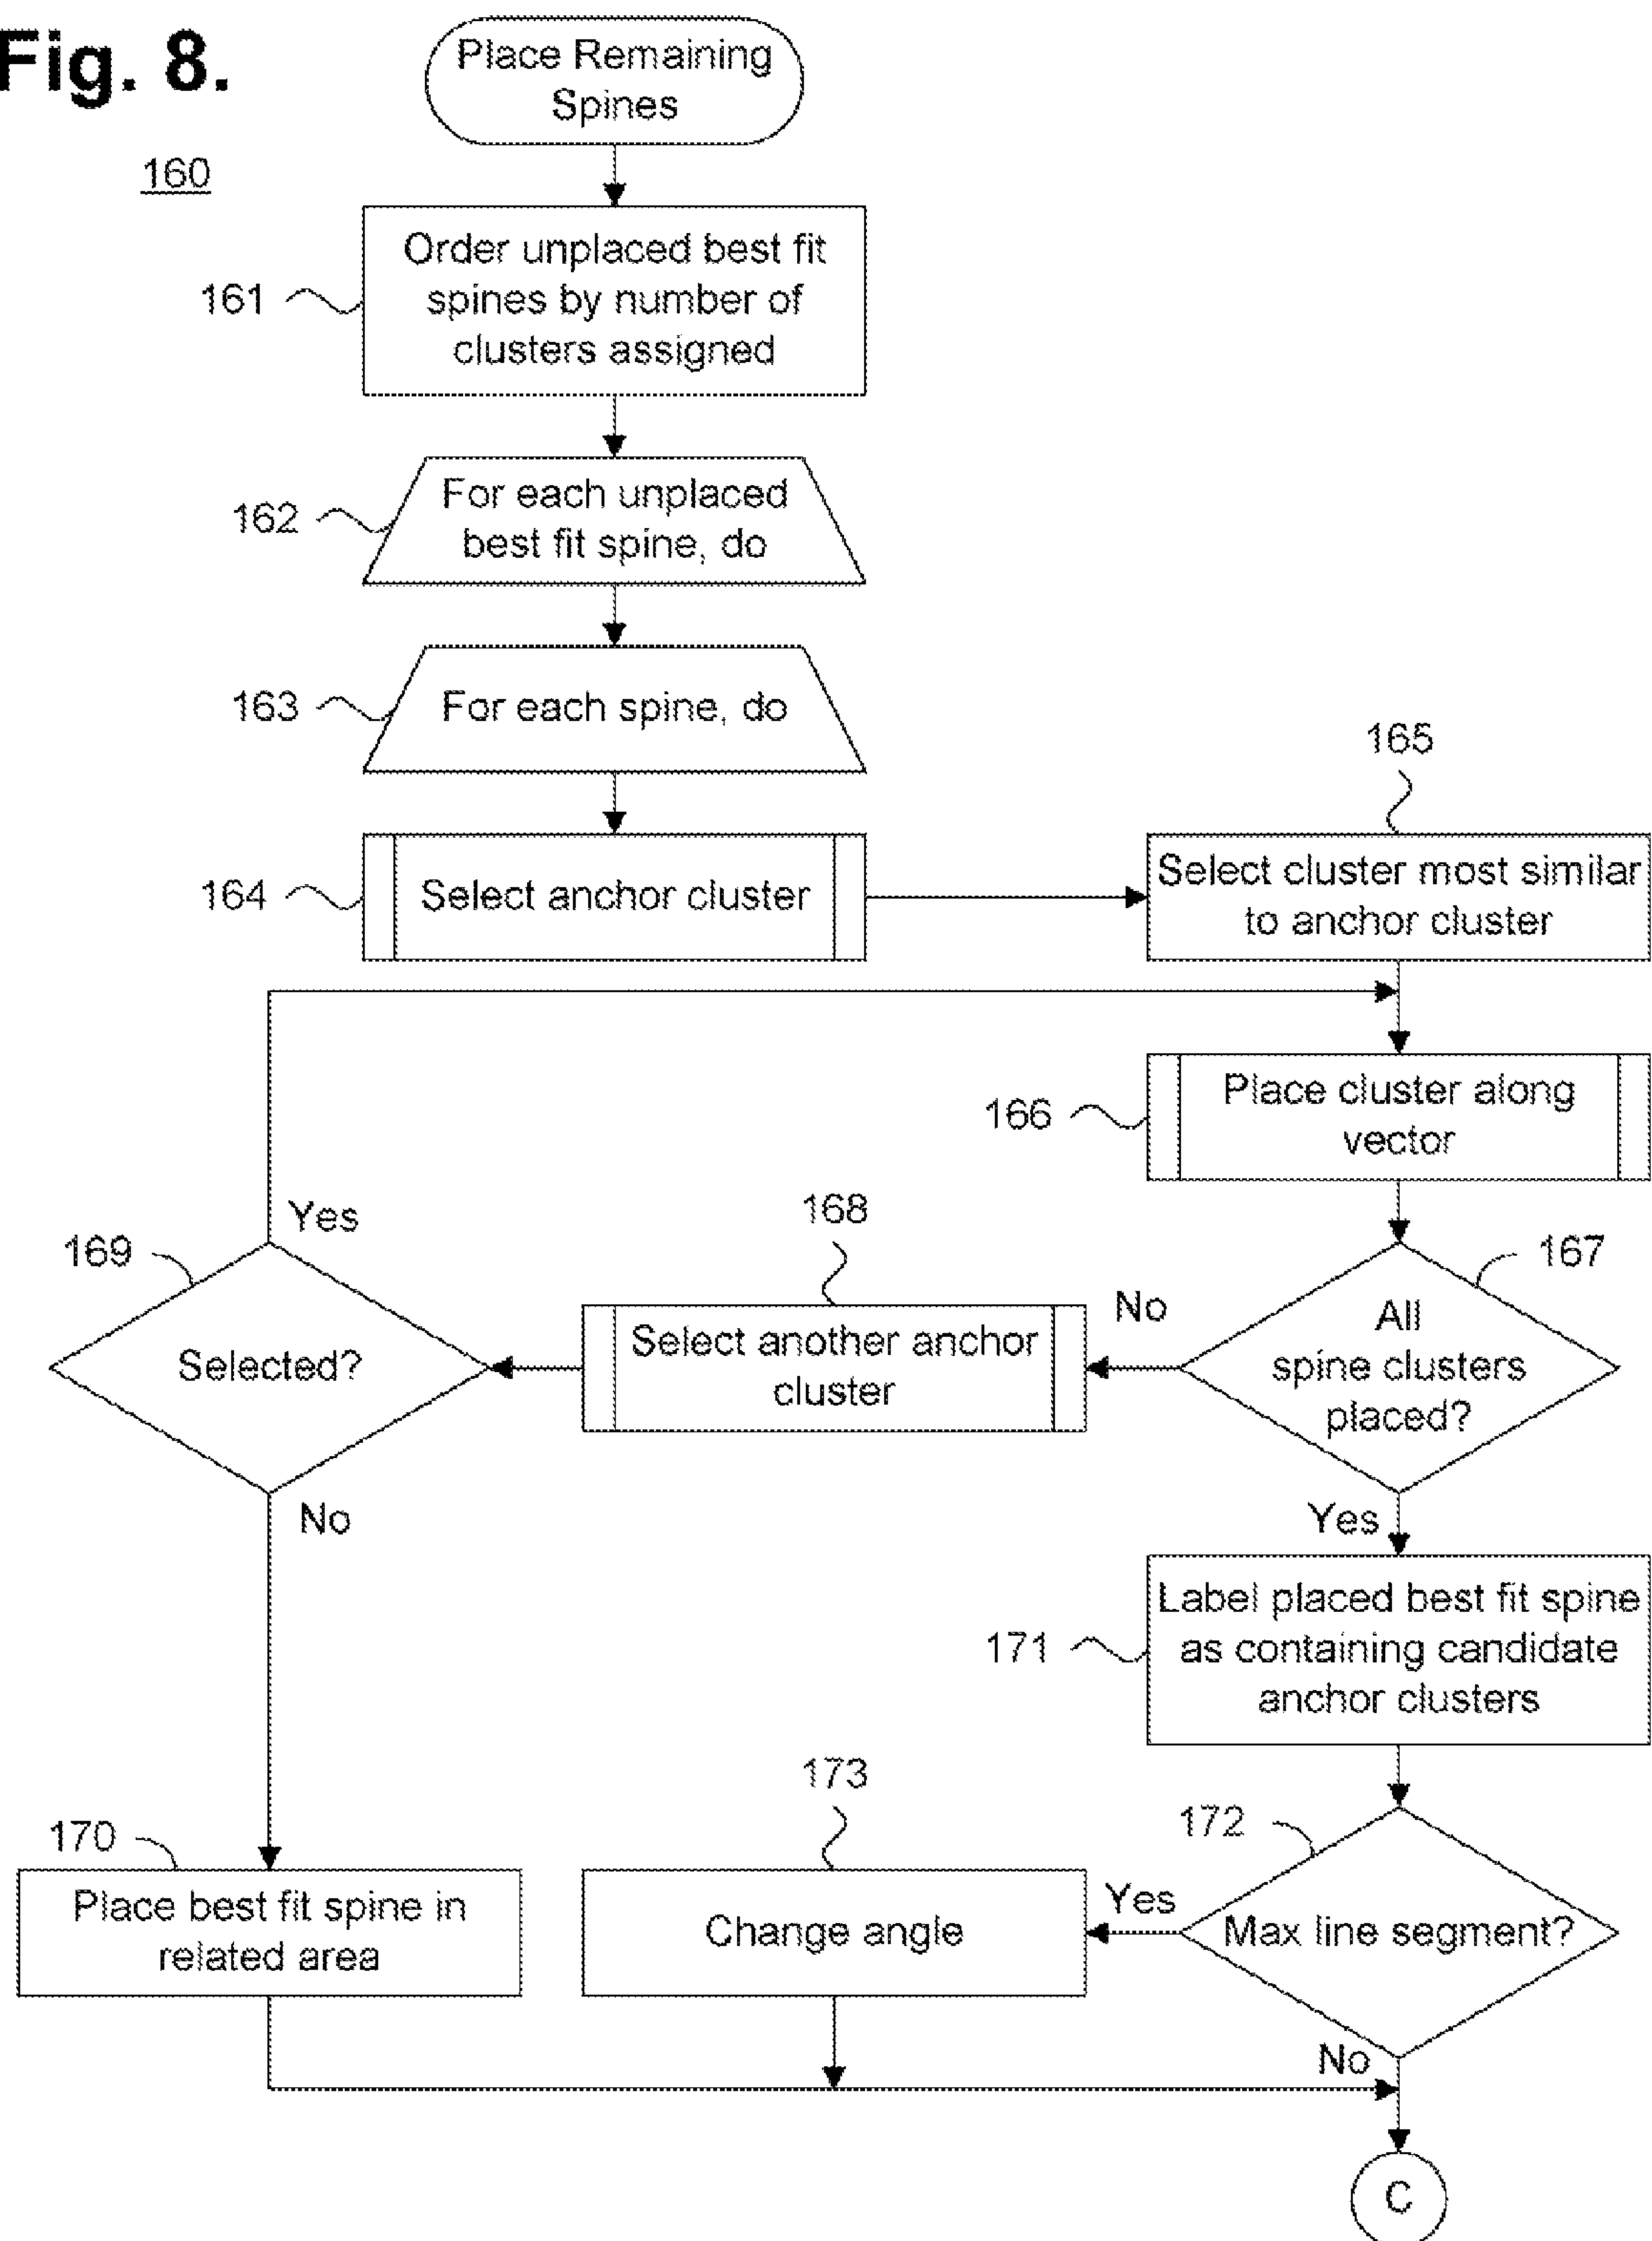 Fig. 8.
Place Remaining
Spines
160
Order unplaced best fit
spines by number of
clusters assigned
161
For each unplaced
best fit spine, do
162
For each spine, do
163
165
Select anchor cluster
164
Select cluster most similar
to anchor cluster
Place cluster along
vector
166
Yes
168
169
167
No
All
spine clusters
placed?
Select another anchor
cluster
Selected?
No
Yes
Label placed best fit spine
as containing candidate
anchor clusters
171
173
172
170
Place best fit spine in
related area
Change angle
Yes
Max line segment?
No
C